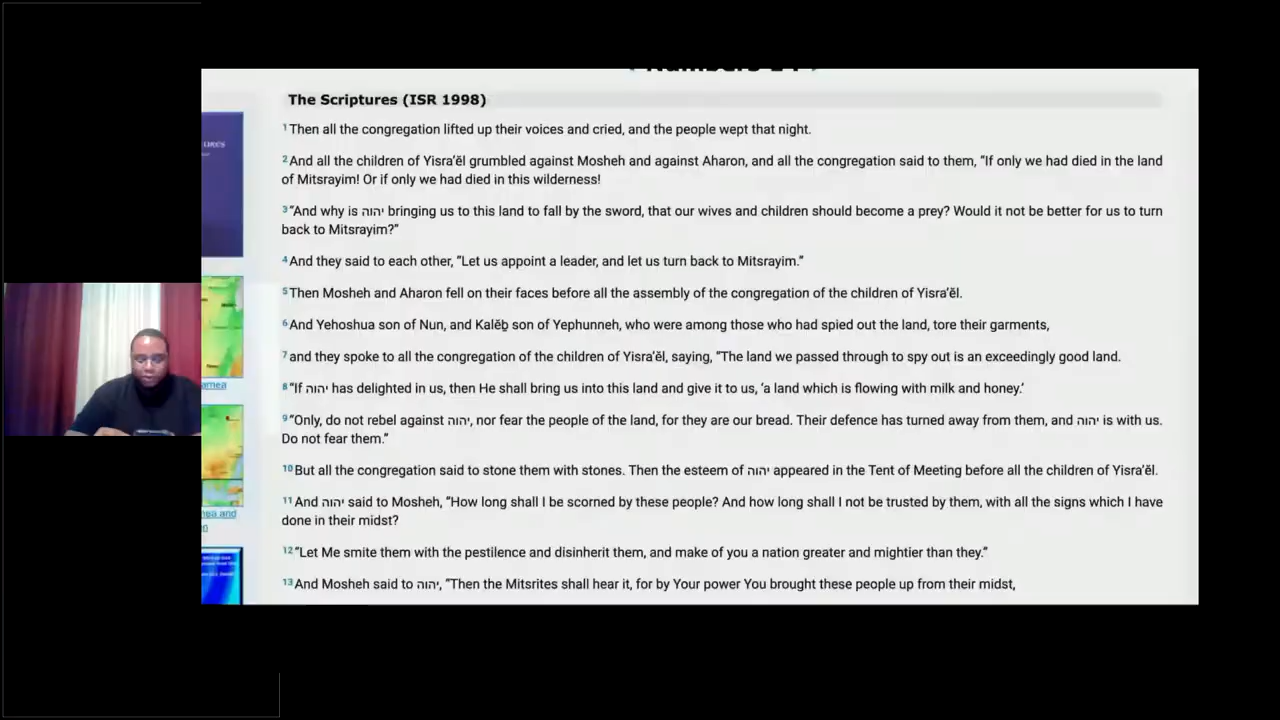 Numbers 14
The Scriptures (ISR 1998)
1 Then all the congregation lifted up their voices and cried, and the people wept that night.
2 And all the children of Yisra’ěl grumbled against Mosheh and against Aharon, and all the congregation said to them, “If only we had died in the land
of Mitsrayim! Or if only we had died in this wilderness!
3 “And why is יהוה bringing us to this land to fall by the sword, that our wives and children should become a prey? Would it not be better for us to turn
back to Mitsrayim?”
4 And they said to each other, “Let us appoint a leader, and let us turn back to Mitsrayim.”
5 Then Mosheh and Aharon fell on their faces before all the assembly of the congregation of the children of Yisra’ěl.
6 And Yehoshua son of Nun, and Kalěḇ son of Yephunneh, who were among those who had spied out the land, tore their garments,
7 and they spoke to all the congregation of the children of Yisra’ěl, saying, “The land we passed through to spy out is an exceedingly good land.
8 “If יהוה has delighted in us, then He shall bring us into this land and give it to us, ‘a land which is flowing with milk and honey.’
9 “Only, do not rebel against יהוה, nor fear the people of the land, for they are our bread. Their defence has turned away from them, and יהוה is with us.
Do not fear them.”
10 But all the congregation said to stone them with stones. Then the esteem of יהוה appeared in the Tent of Meeting before all the children of Yisra’ěl.
11 And יהוה said to Mosheh, “How long shall I be scorned by these people? And how long shall I not be trusted by them, with all the signs which I have
done in their midst?
12 “Let Me smite them with the pestilence and disinherit them, and make of you a nation greater and mightier than they.”
13 And Mosheh said to יהוה, “Then the Mitsrites shall hear it, for by Your power You brought these people up from their midst,